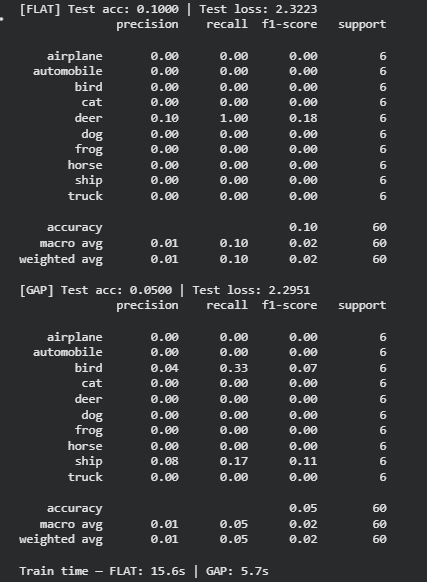 [FLAT] Test acc: 0.1000 | Test loss: 2.3223
precision recall f1-score support
airplane 0.00 0.00 0.00 6
automobile 0.00 0.00 0.00 6
bird 0.00 0.00 0.00 6
cat 0.00 0.00 0.00 6
deer 0.10 1.00 0.18 6
dog 0.00 0.00 0.00 6
frog 0.00 0.00 0.00 6
horse 0.00 0.00 0.00 6
ship 0.00 0.00 0.00 6
truck 0.00 0.00 0.00 6
accuracy 0.10 60
macro avg 0.01 0.10 0.02 60
weighted avg 0.01 0.10 0.02 60
[GAP] Test acc: 0.0500 | Test loss: 2.2951
precision recall f1-score support
airplane 0.00 0.00 0.00 6
automobile 0.00 0.00 0.00 6
bird 0.04 0.33 0.07 6
cat 0.00 0.00 0.00 6
deer 0.00 0.00 0.00 6
dog 0.00 0.00 0.00 6
frog 0.00 0.00 0.00 6
horse 0.00 0.00 0.00 6
ship 0.08 0.17 0.11 6
truck 0.00 0.00 0.00 6
accuracy 0.05 60
macro avg 0.01 0.05 0.02 60
weighted avg 0.01 0.05 0.02 60
Train time — FLAT: 15.6s | GAP: 5.7s